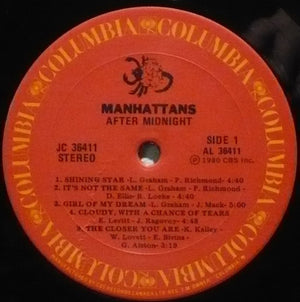 COLUMBIA COLUMBIA COLUMBIA COLUMBIA COLUMBIA COLUMBIA
MANHATTANS
AFTER MIDNIGHT
JC 36411
STEREO
SIDE 1
AL 36411
℗ 1980 CBS Inc.
1. SHINING STAR -L. Graham- P. Richmond- 4:40
2. IT'S NOT THE SAME -L. Graham- P. Richmond-
D. Ellis- R. Locke- 4:20
3. GIRL OF MY DREAM -L. Graham- J. Mack- 5:00
4. CLOUDY, WITH A CHANCE OF TEARS
E. Levitt- J. Ragovoy- 4:43
5. THE CLOSER YOU ARE -K. Kelley-
W. Lovett- E. Bivins-
G. Alston- 3:19